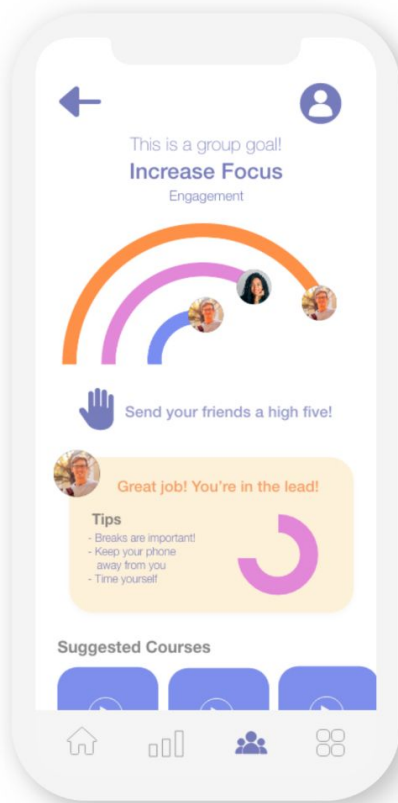 This is a group goal!
Increase Focus
Engagement
Send your friends a high five!
Great job! You're in the lead!
Tips
- Breaks are important!
- Keep your phone
away from you
- Time yourself
Suggested Courses